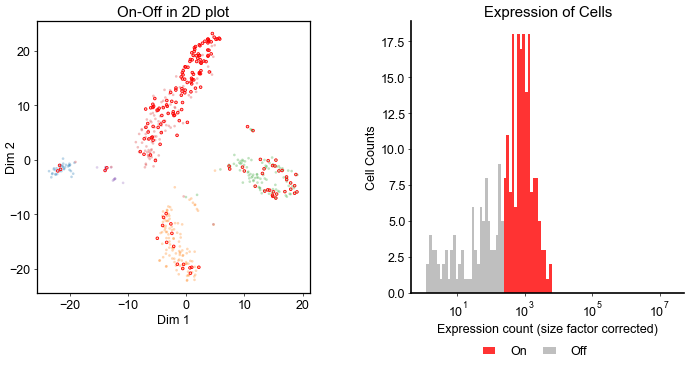 On-Off in 2D plot
Dim 2
20
10
0
−10
−20
−20
−10
0
10
20
Dim 1
Expression of Cells
Cell Counts
17.5
15.0
12.5
10.0
7.5
5.0
2.5
0.0
10^1
10^3
10^5
10^7
Expression count (size factor corrected)
On
Off